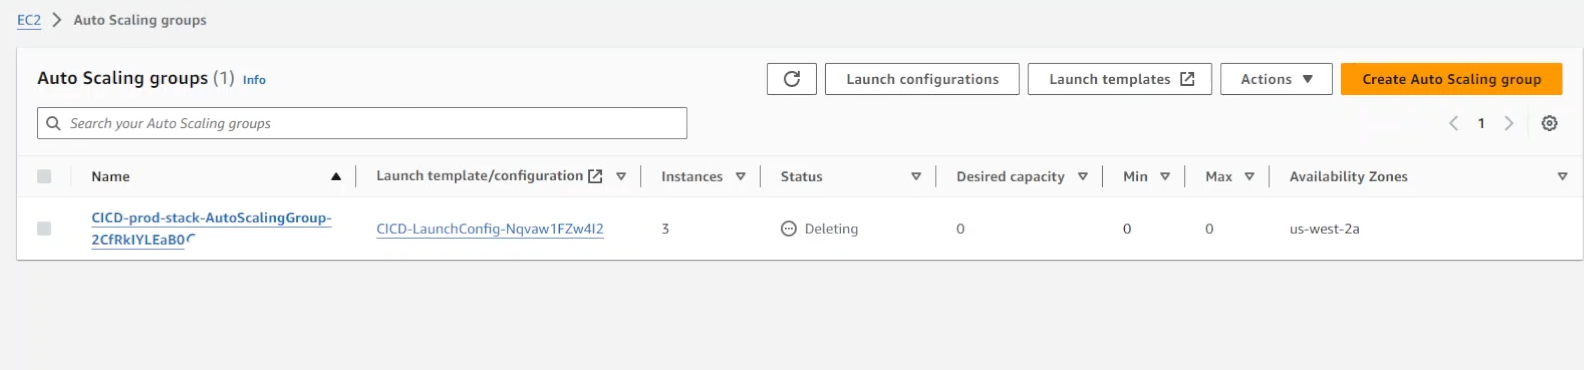 EC2 > Auto Scaling groups
Auto Scaling groups (1) Info
Launch configurations
Launch templates
Actions
Create Auto Scaling group
Search your Auto Scaling groups
1
Name Launch template/configuration Instances Status Desired capacity Min Max Availability Zones
CICD-prod-stack-AutoScalingGroup-
2CfRkIYLEaB0 CICD-LaunchConfig-Nqvaw1FZw4I2 3 Deleting 0 0 0 us-west-2a